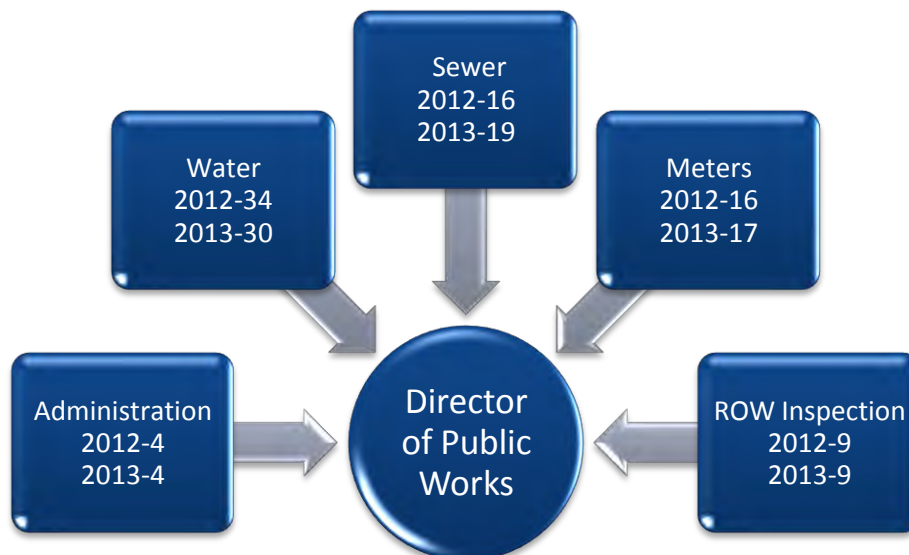 Sewer
2012-16
2013-19
Water
2012-34
2013-30
Meters
2012-16
2013-17
Administration
2012-4
2013-4
Director
of Public
Works
ROW Inspection
2012-9
2013-9